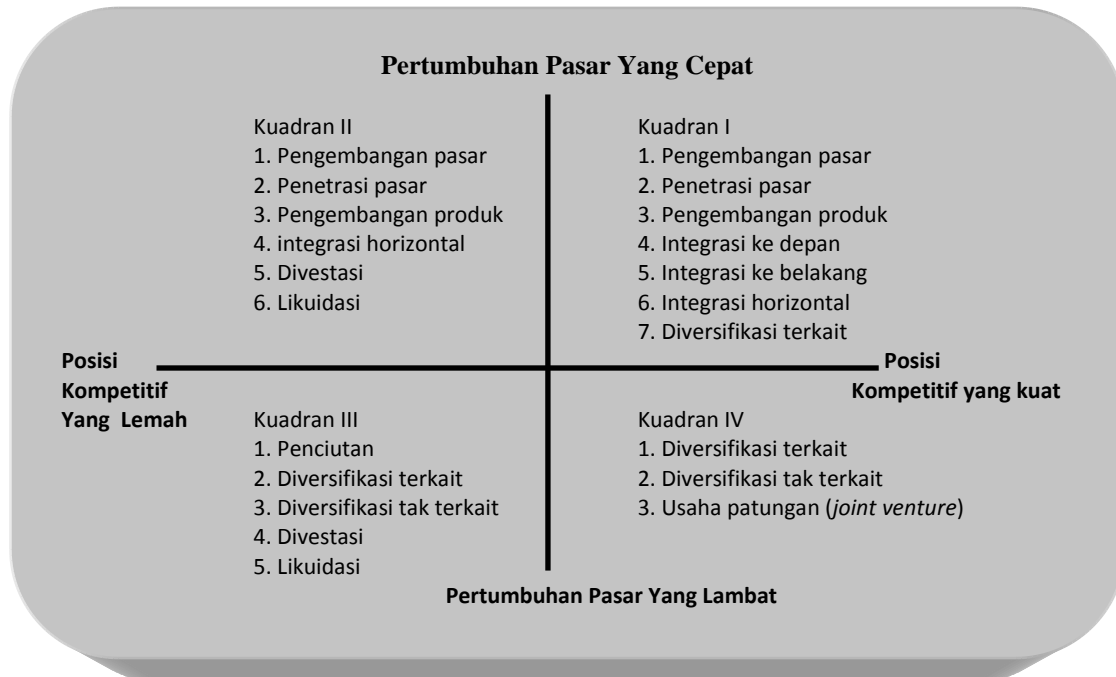 Pertumbuhan Pasar Yang Cepat
Kuadran II
1. Pengembangan pasar
2. Penetrasi pasar
3. Pengembangan produk
4. integrasi horizontal
5. Divestasi
6. Likuidasi
Kuadran I
1. Pengembangan pasar
2. Penetrasi pasar
3. Pengembangan produk
4. Integrasi ke depan
5. Integrasi ke belakang
6. Integrasi horizontal
7. Diversifikasi terkait
Posisi
Kompetitif
Yang Lemah
Posisi
Kompetitif yang kuat
Kuadran III
1. Penciutan
2. Diversifikasi terkait
3. Diversifikasi tak terkait
4. Divestasi
5. Likuidasi
Kuadran IV
1. Diversifikasi terkait
2. Diversifikasi tak terkait
3. Usaha patungan (joint venture)
Pertumbuhan Pasar Yang Lambat